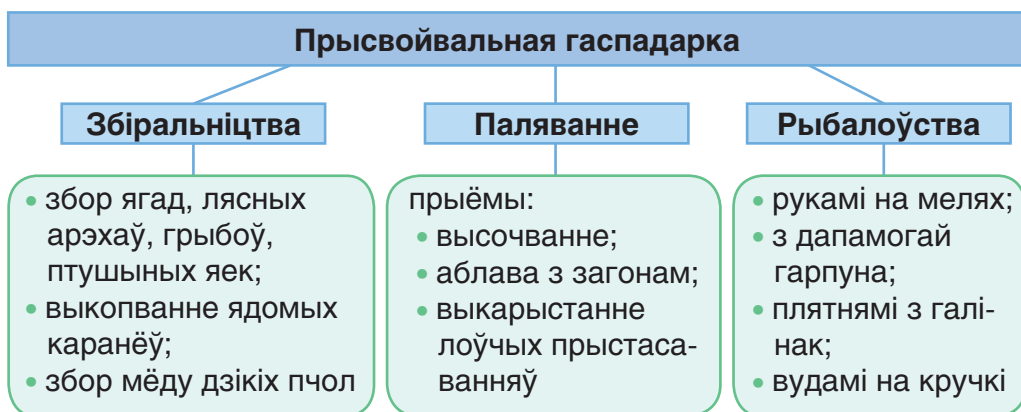 Прысвойвальная гаспадарка
Збіральніцтва
• збор ягад, лясных
арэхаў, грыбоў,
птушыных яек;
• выкопванне ядомых
каранёў;
• збор мёду дзікіх пчол
Паляванне
прыёмы:
• высочванне;
• аблава з загонам;
• выкарыстанне
лоўчых прыстаса-
ванняў
Рыбалоўства
• рукамі на мелях;
• з дапамогай
гарпуна;
• плятнямі з галі-
нак;
• вудамі на кручкі